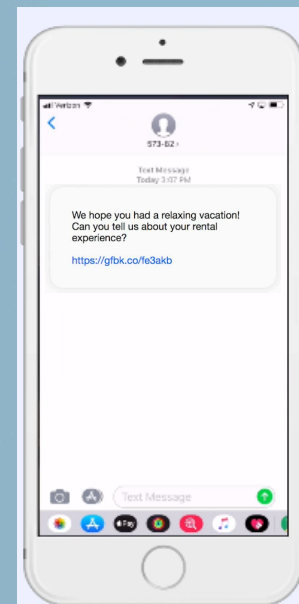 Verizon
573-82 ›
Text Message
Today 3:07 PM
We hope you had a relaxing vacation!
Can you tell us about your rental
experience?
https://gfbk.co/fe3akb
Text Message
Pay